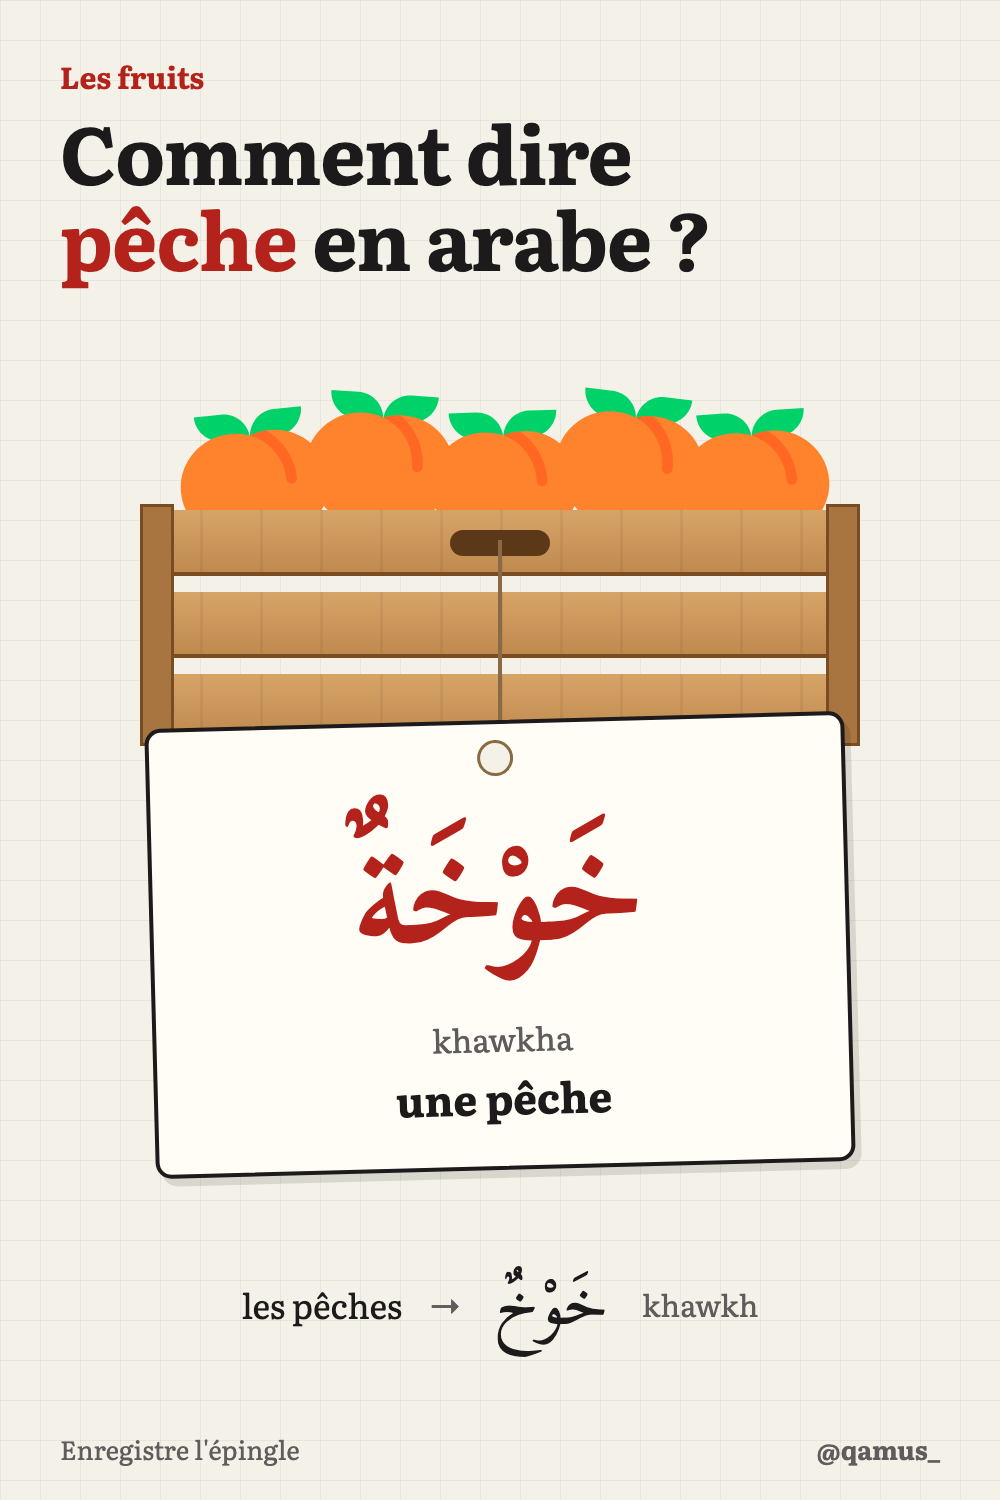 Les fruits
Comment dire
pêche en arabe ?
خَوْخَةٌ
khawkha
une pêche
les pêches → خَوْخٌ khawkh
Enregistre l'épingle
@qamus_